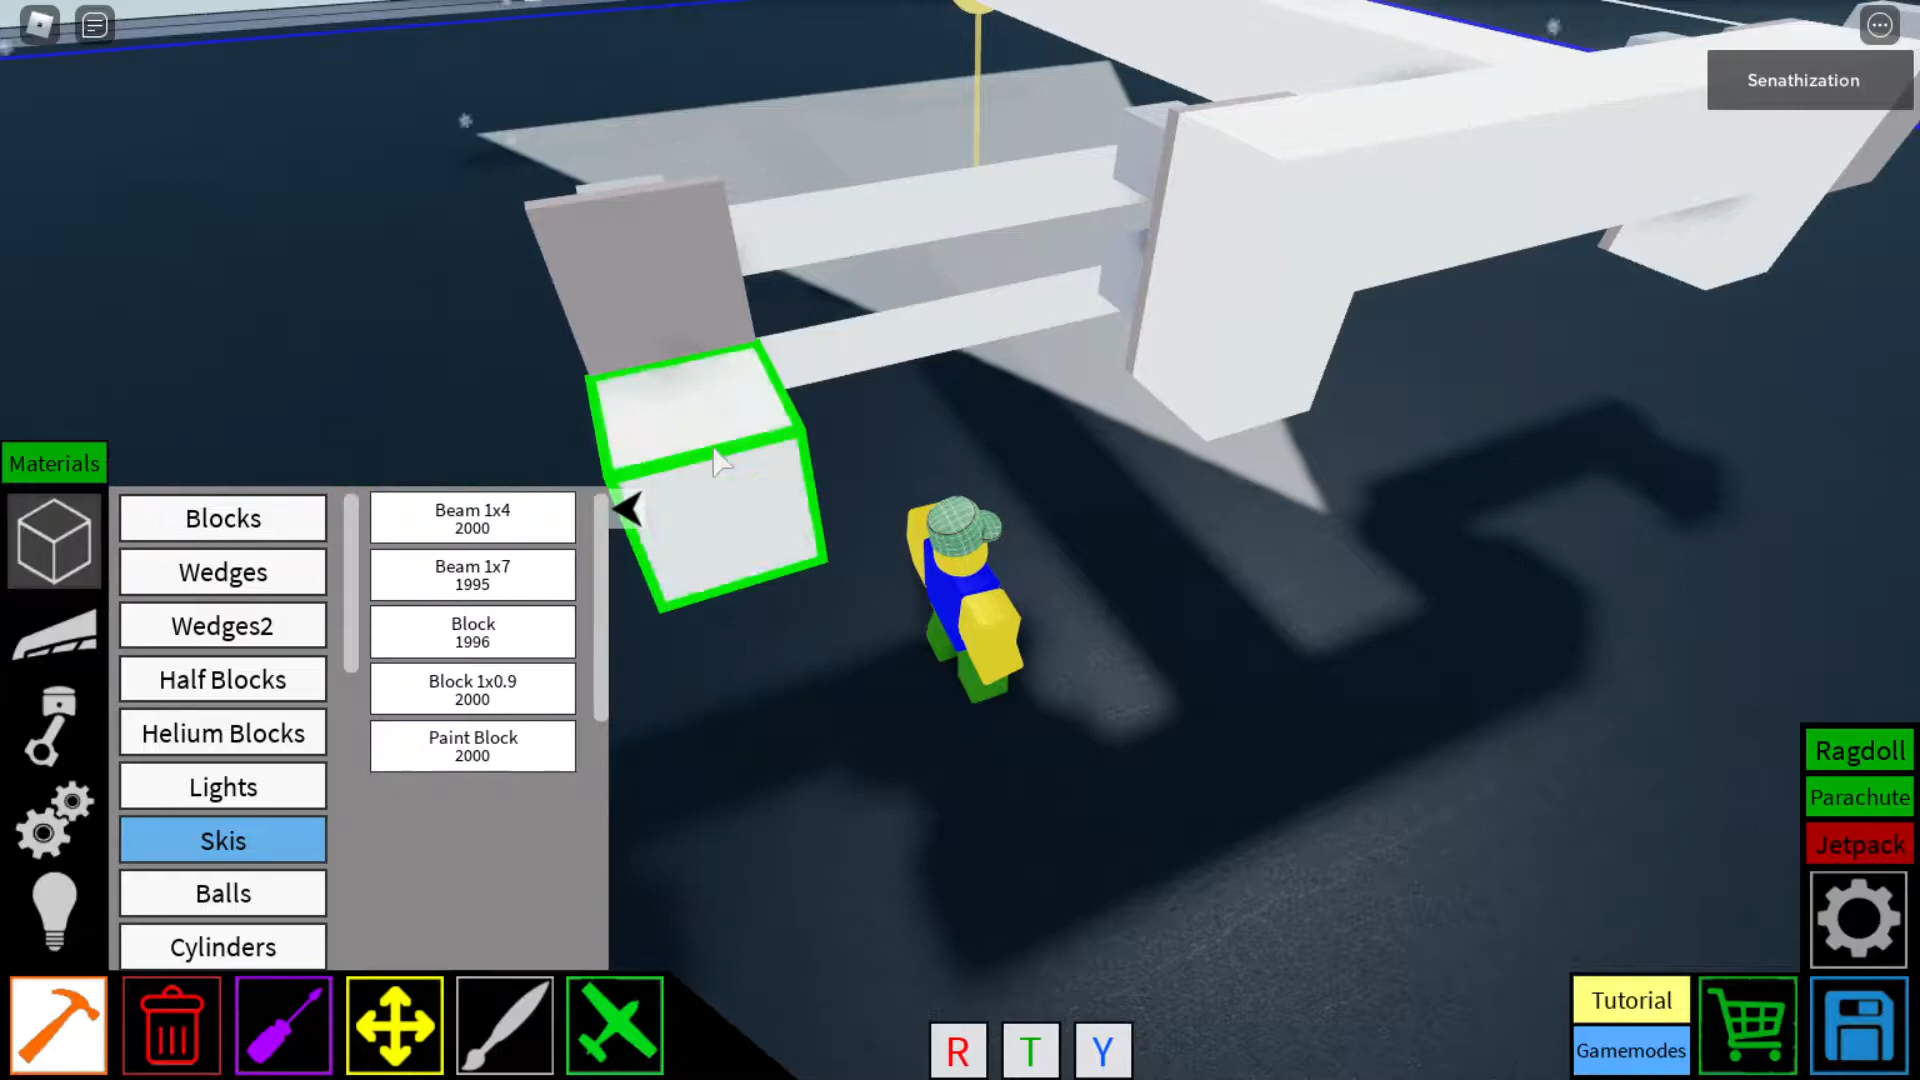 Senathization
Materials
Blocks
Wedges
Wedges2
Half Blocks
Helium Blocks
Lights
Skis
Balls
Cylinders
Beam 1x4
2000
Beam 1x7
1995
Block
1996
Block 1x0.9
2000
Paint Block
2000
Ragdoll
Parachute
Jetpack
Tutorial
Gamemodes
R T Y